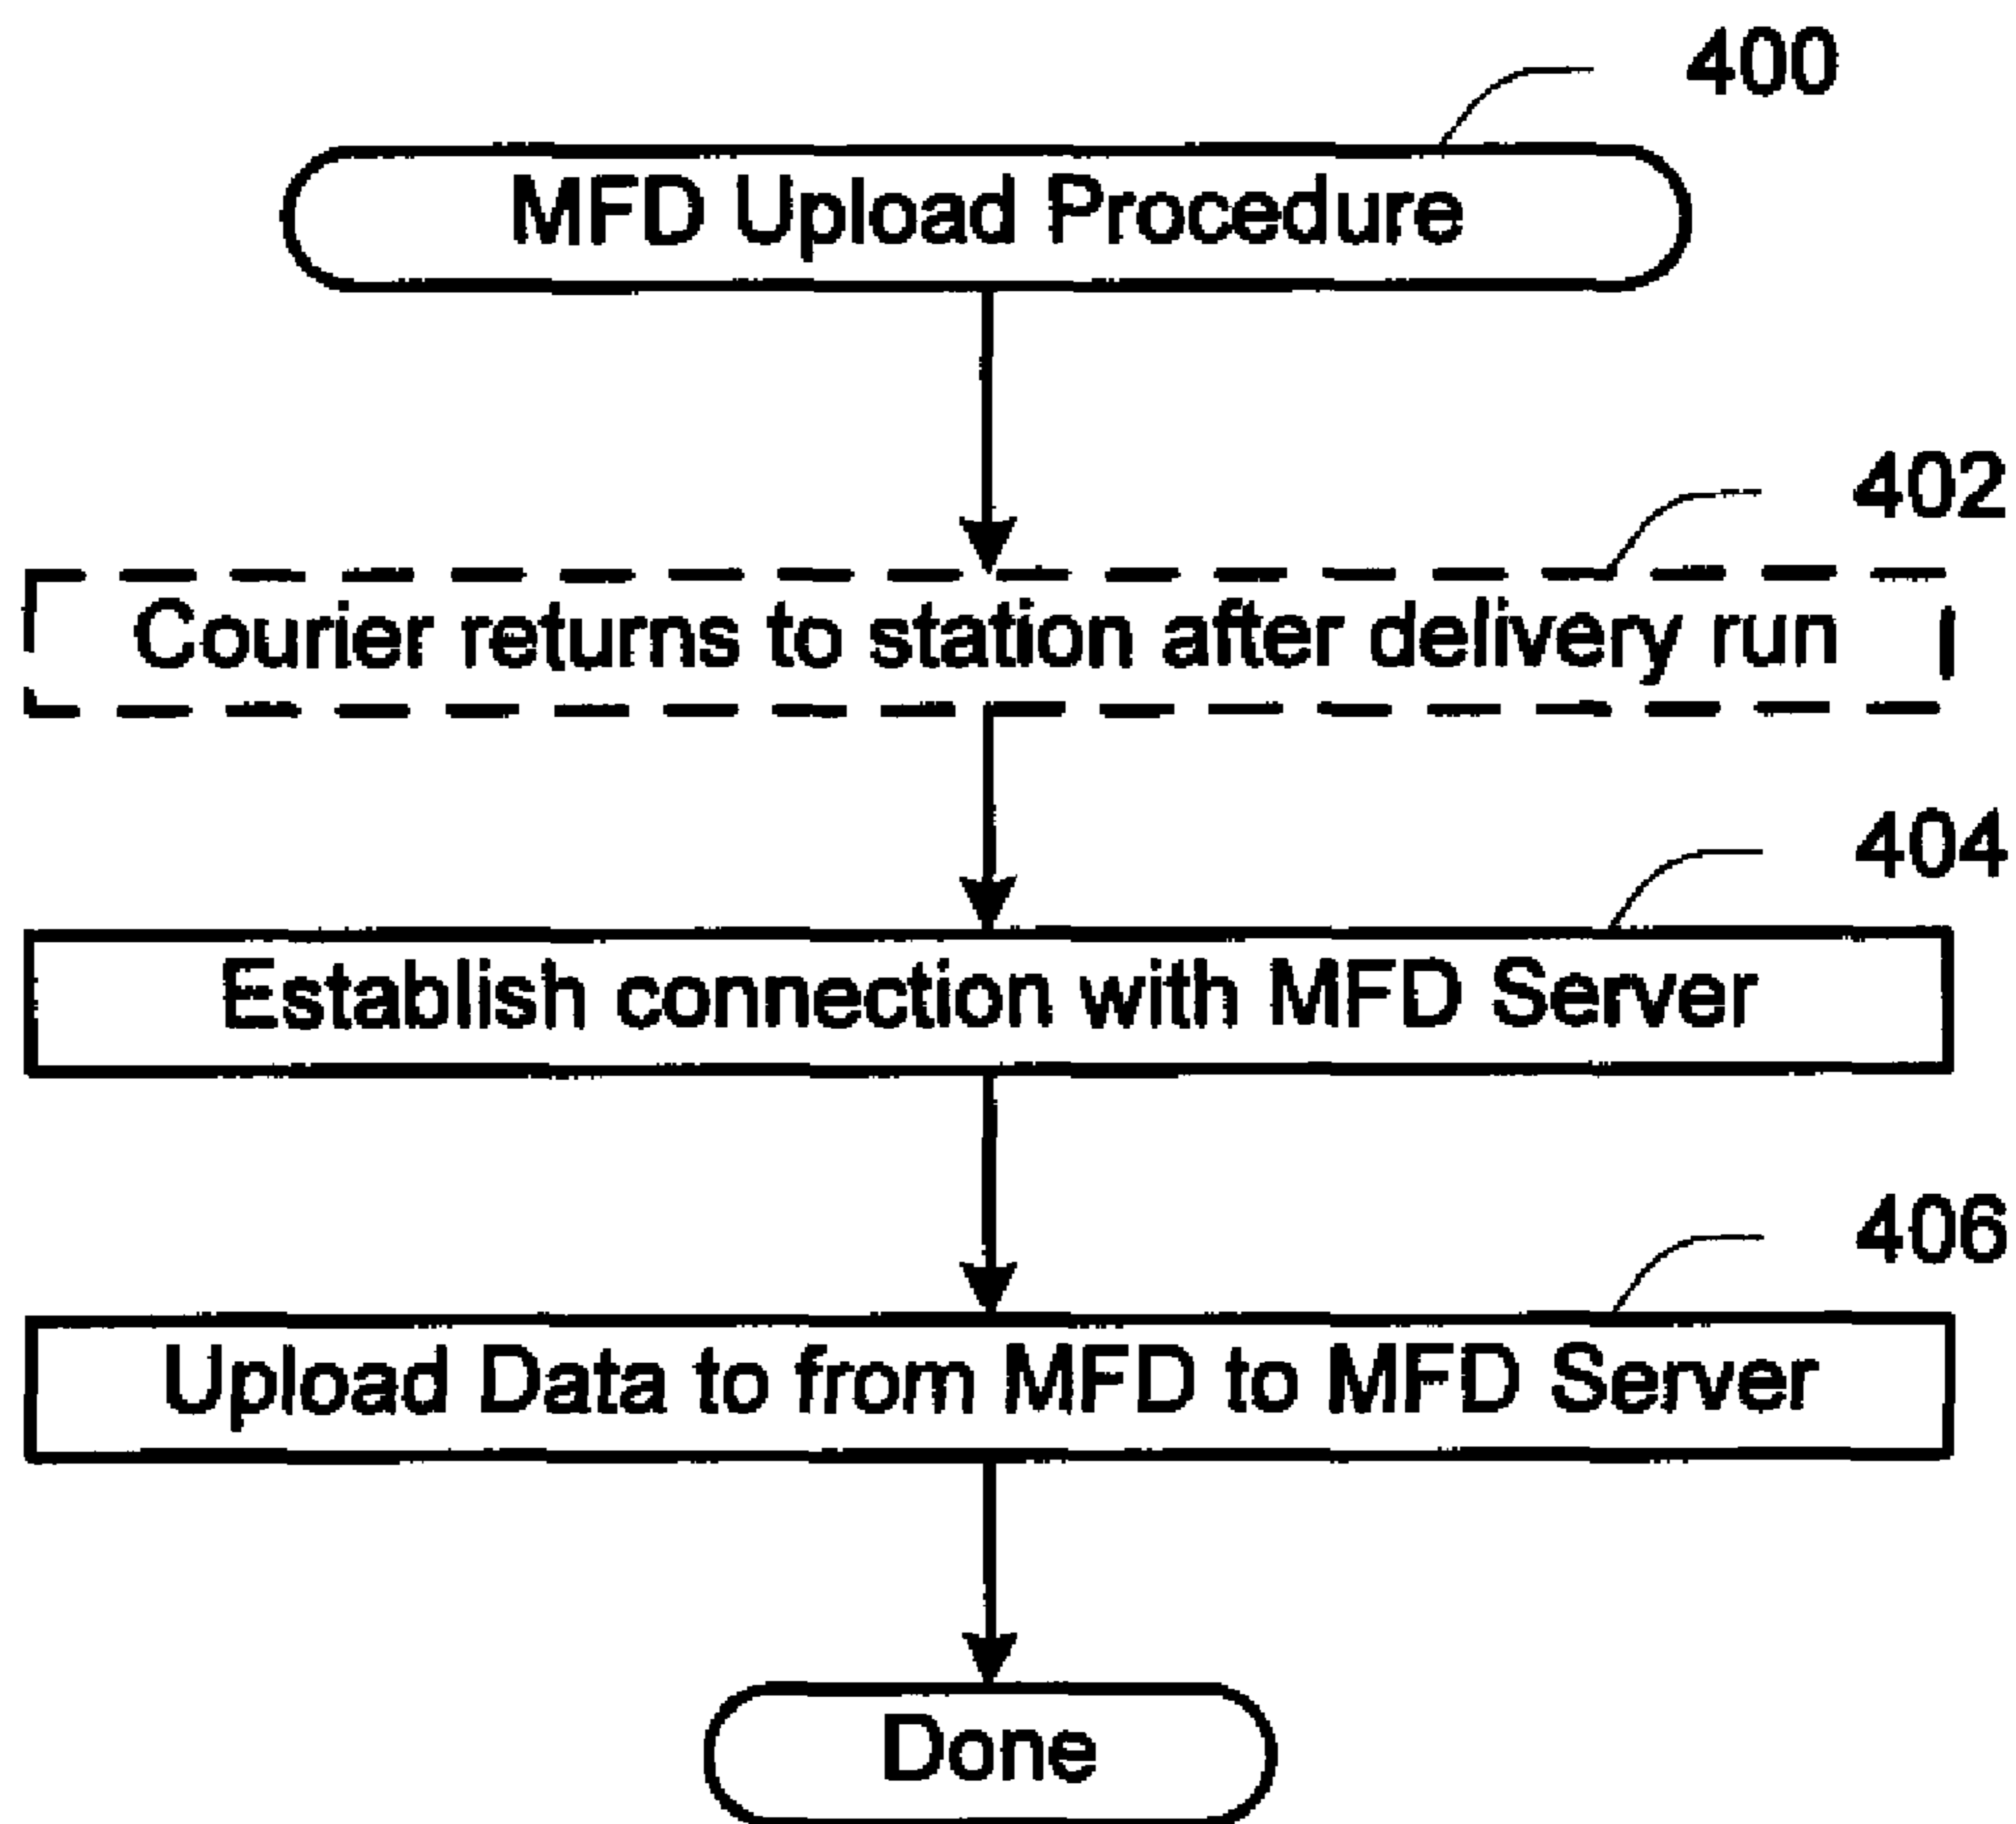 400
MFD Upload Procedure
402
Courier returns to station after delivery run
404
Establish connection with MFD Server
406
Upload Data to from MFD to MFD Server
Done